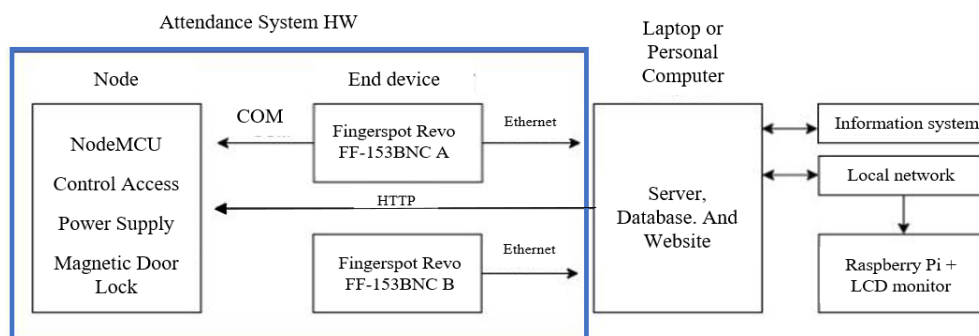 Attendance System HW
Laptop or
Personal
Computer
Node
End device
NodeMCU
Control Access
Power Supply
Magnetic Door
Lock
COM
Fingerspot Revo
FF-153BNC A
Ethernet
HTTP
Fingerspot Revo
FF-153BNC B
Ethernet
Server,
Database. And
Website
Information system
Local network
Raspberry Pi +
LCD monitor